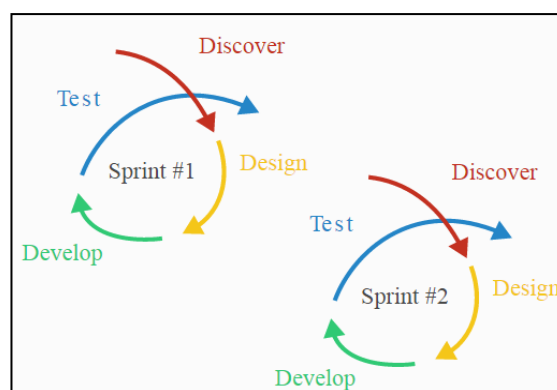 Discover
Test
Sprint #1
Design
Develop
Discover
Test
Sprint #2
Design
Develop